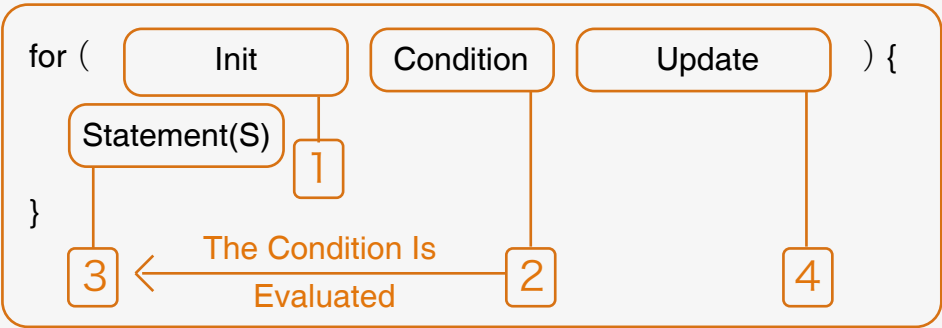 for ( Init Condition Update ) {
Statement(S)
1
}
The Condition Is
3 2 4
Evaluated